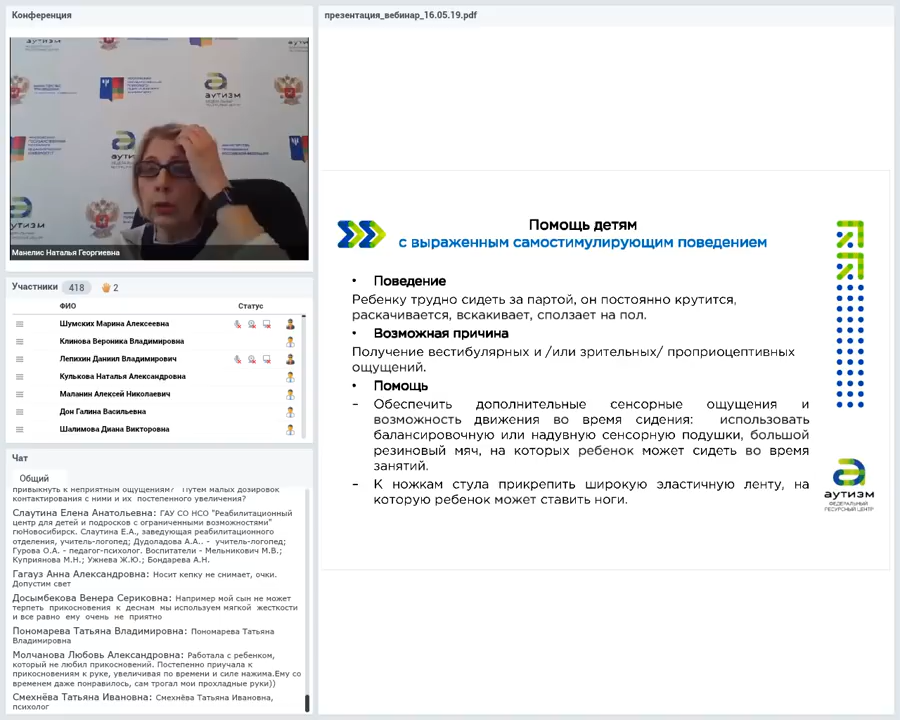 Конференция
презентация_вебинар_16.05.19.pdf
аутизм
аутизм
Манелис Наталья Георгиевна
Участники 418 2
ФИО Статус
Шумских Марина Алексеевна
Клинова Вероника Владимировна
Лепихин Даниил Владимирович
Кулькова Наталья Александровна
Маланин Алексей Николаевич
Дон Галина Васильевна
Шалимова Диана Викторовна
Чат
Общий
привыкнуть к неприятным ощущениям? Путем малых дозировок
контактирования с ними и их постепенного увеличения?
Слаутина Елена Анатольевна: ГАУ СО НСО "Реабилитационный
центр для детей и подросков с ограниченными возможностями"
гюНовосибирск. Слаутина Е.А., заведующая реабилитационного
отделения, учитель-логопед; Дудоладова А.А.. - учитель-логопед;
Гурова О.А. - педагог-психолог. Воспитатели - Мельникович М.В.;
Куприянова М.Н.; Ужнева Ж.Ю.; Бондарева А.Н.
Гагауз Анна Александровна: Носит кепку не снимает, очки.
Допустим свет
Досымбекова Венера Сериковна: Например мой сын не может
терпеть прикосновения к деснам мы используем мягкой жесткости
и все равно ему очень не приятно
Пономарева Татьяна Владимировна: Пономарева Татьяна
Владимировна
Молчанова Любовь Александровна: Работала с ребенком,
который не любил прикосновений. Постепенно приучала к
прикосновениям к руке, увеличивая по времени и силе нажима.Ему со
временем даже понравилось, сам трогал мои прохладные руки))
Смехнёва Татьяна Ивановна: Смехнёва Татьяна Ивановна,
психолог
Помощь детям
с выраженным самостимулирующим поведением
• Поведение
Ребенку трудно сидеть за партой, он постоянно крутится,
раскачивается, вскакивает, сползает на пол.
• Возможная причина
Получение вестибулярных и /или зрительных/ проприоцептивных
ощущений.
• Помощь
– Обеспечить дополнительные сенсорные ощущения и
возможность движения во время сидения: использовать
балансировочную или надувную сенсорную подушки, большой
резиновый мяч, на которых ребенок может сидеть во время
занятий.
– К ножкам стула прикрепить широкую эластичную ленту, на
которую ребенок может ставить ноги.
аутизм
ФЕДЕРАЛЬНЫЙ
РЕСУРСНЫЙ ЦЕНТР